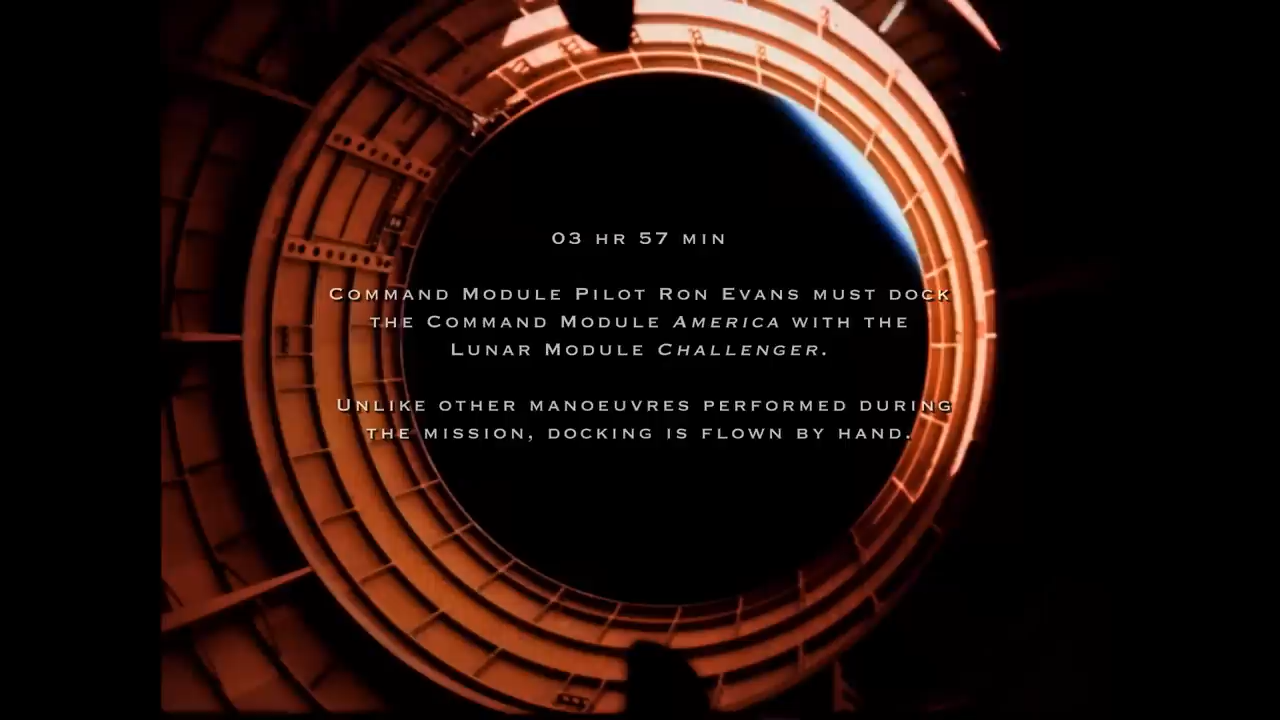 03 HR 57 MIN
Command Module Pilot Ron Evans must dock
the Command Module America with the
Lunar Module Challenger.
Unlike other manoeuvres performed during
the mission, docking is flown by hand.